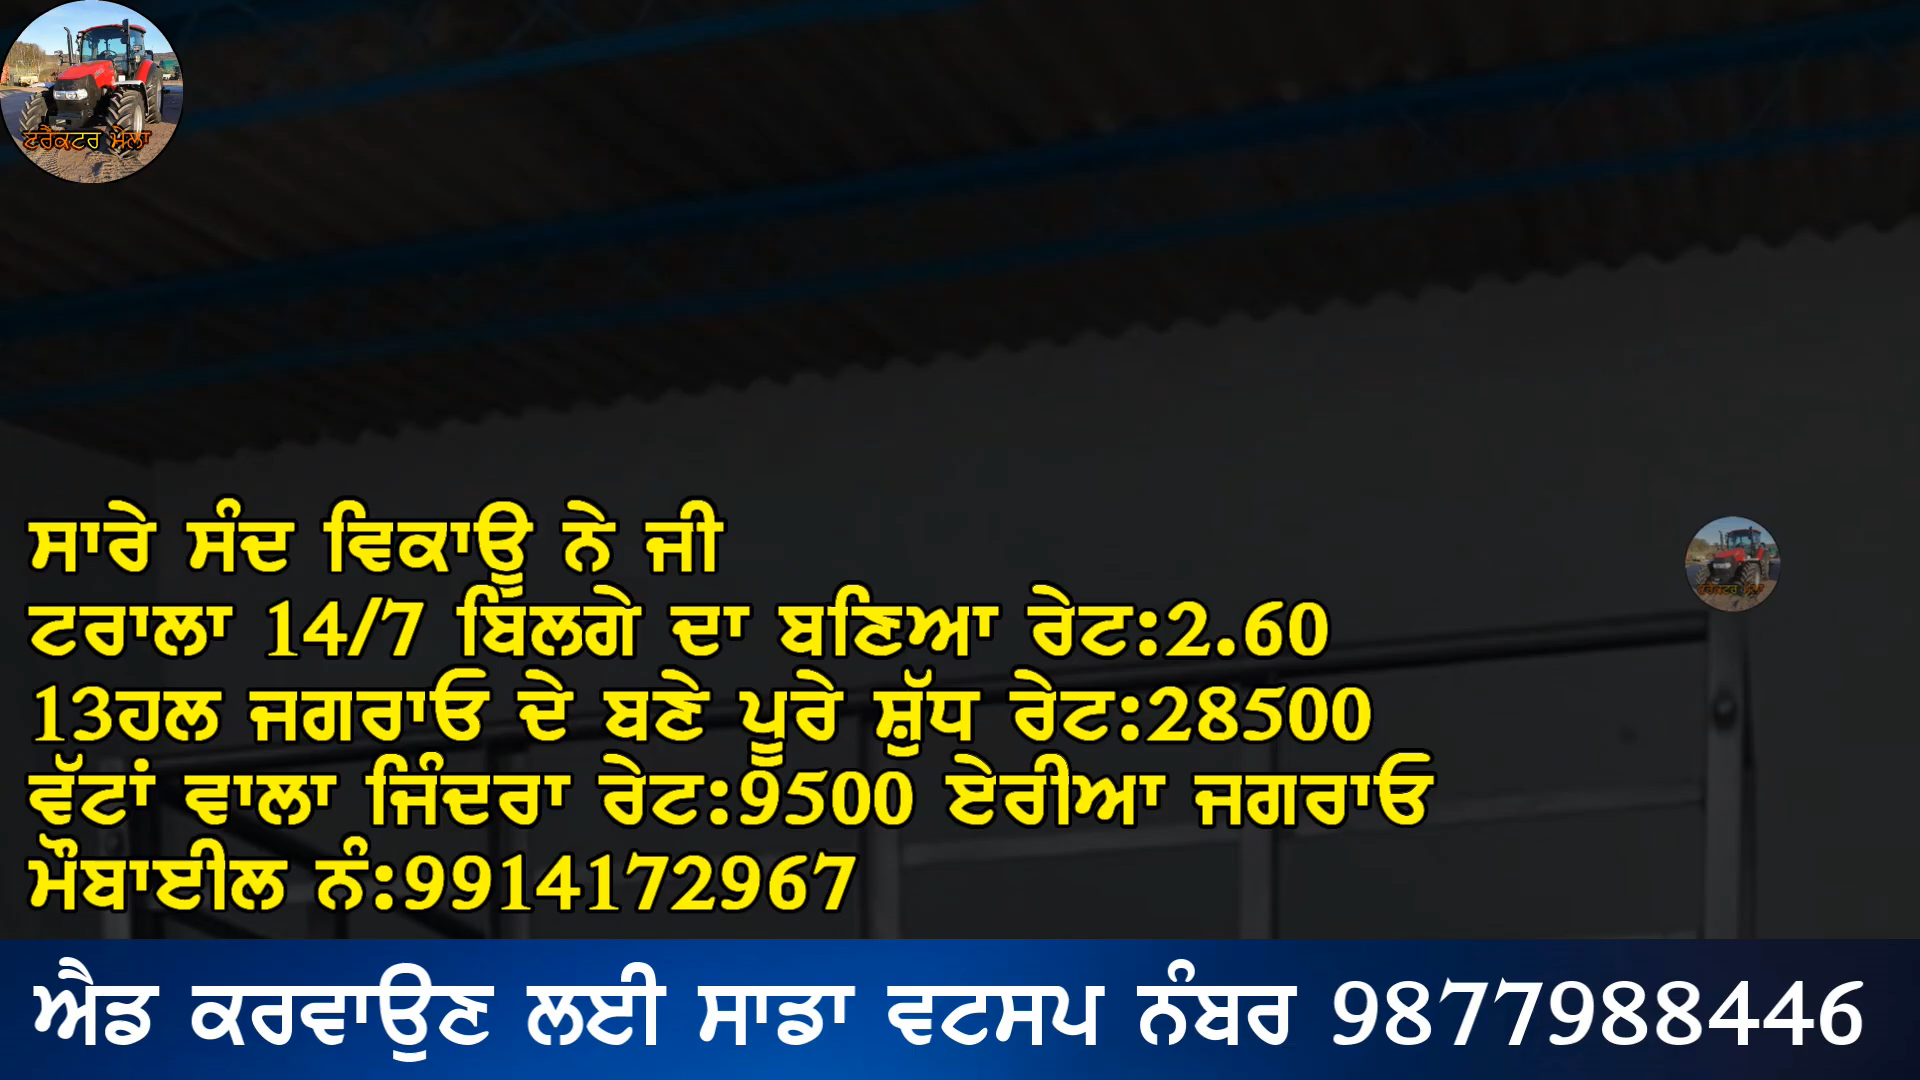 ਟਰੈਕਟਰ ਮੇਲਾ
ਸਾਰੇ ਸੰਦ ਵਿਕਾਊ ਨੇ ਜੀ
ਟਰਾਲਾ 14/7 ਬਿਲਗੇ ਦਾ ਬਣਿਆ ਰੇਟ:2.60
13ਹਲ ਜਗਰਾਓ ਦੇ ਬਣੇ ਪੂਰੇ ਸ਼ੁੱਧ ਰੇਟ:28500
ਵੱਟਾਂ ਵਾਲਾ ਜਿੰਦਰਾ ਰੇਟ:9500 ਏਰੀਆ ਜਗਰਾਓ
ਮੌਬਾਈਲ ਨੰ:9914172967
ਐਡ ਕਰਵਾਉਣ ਲਈ ਸਾਡਾ ਵਟਸਪ ਨੰਬਰ 9877988446